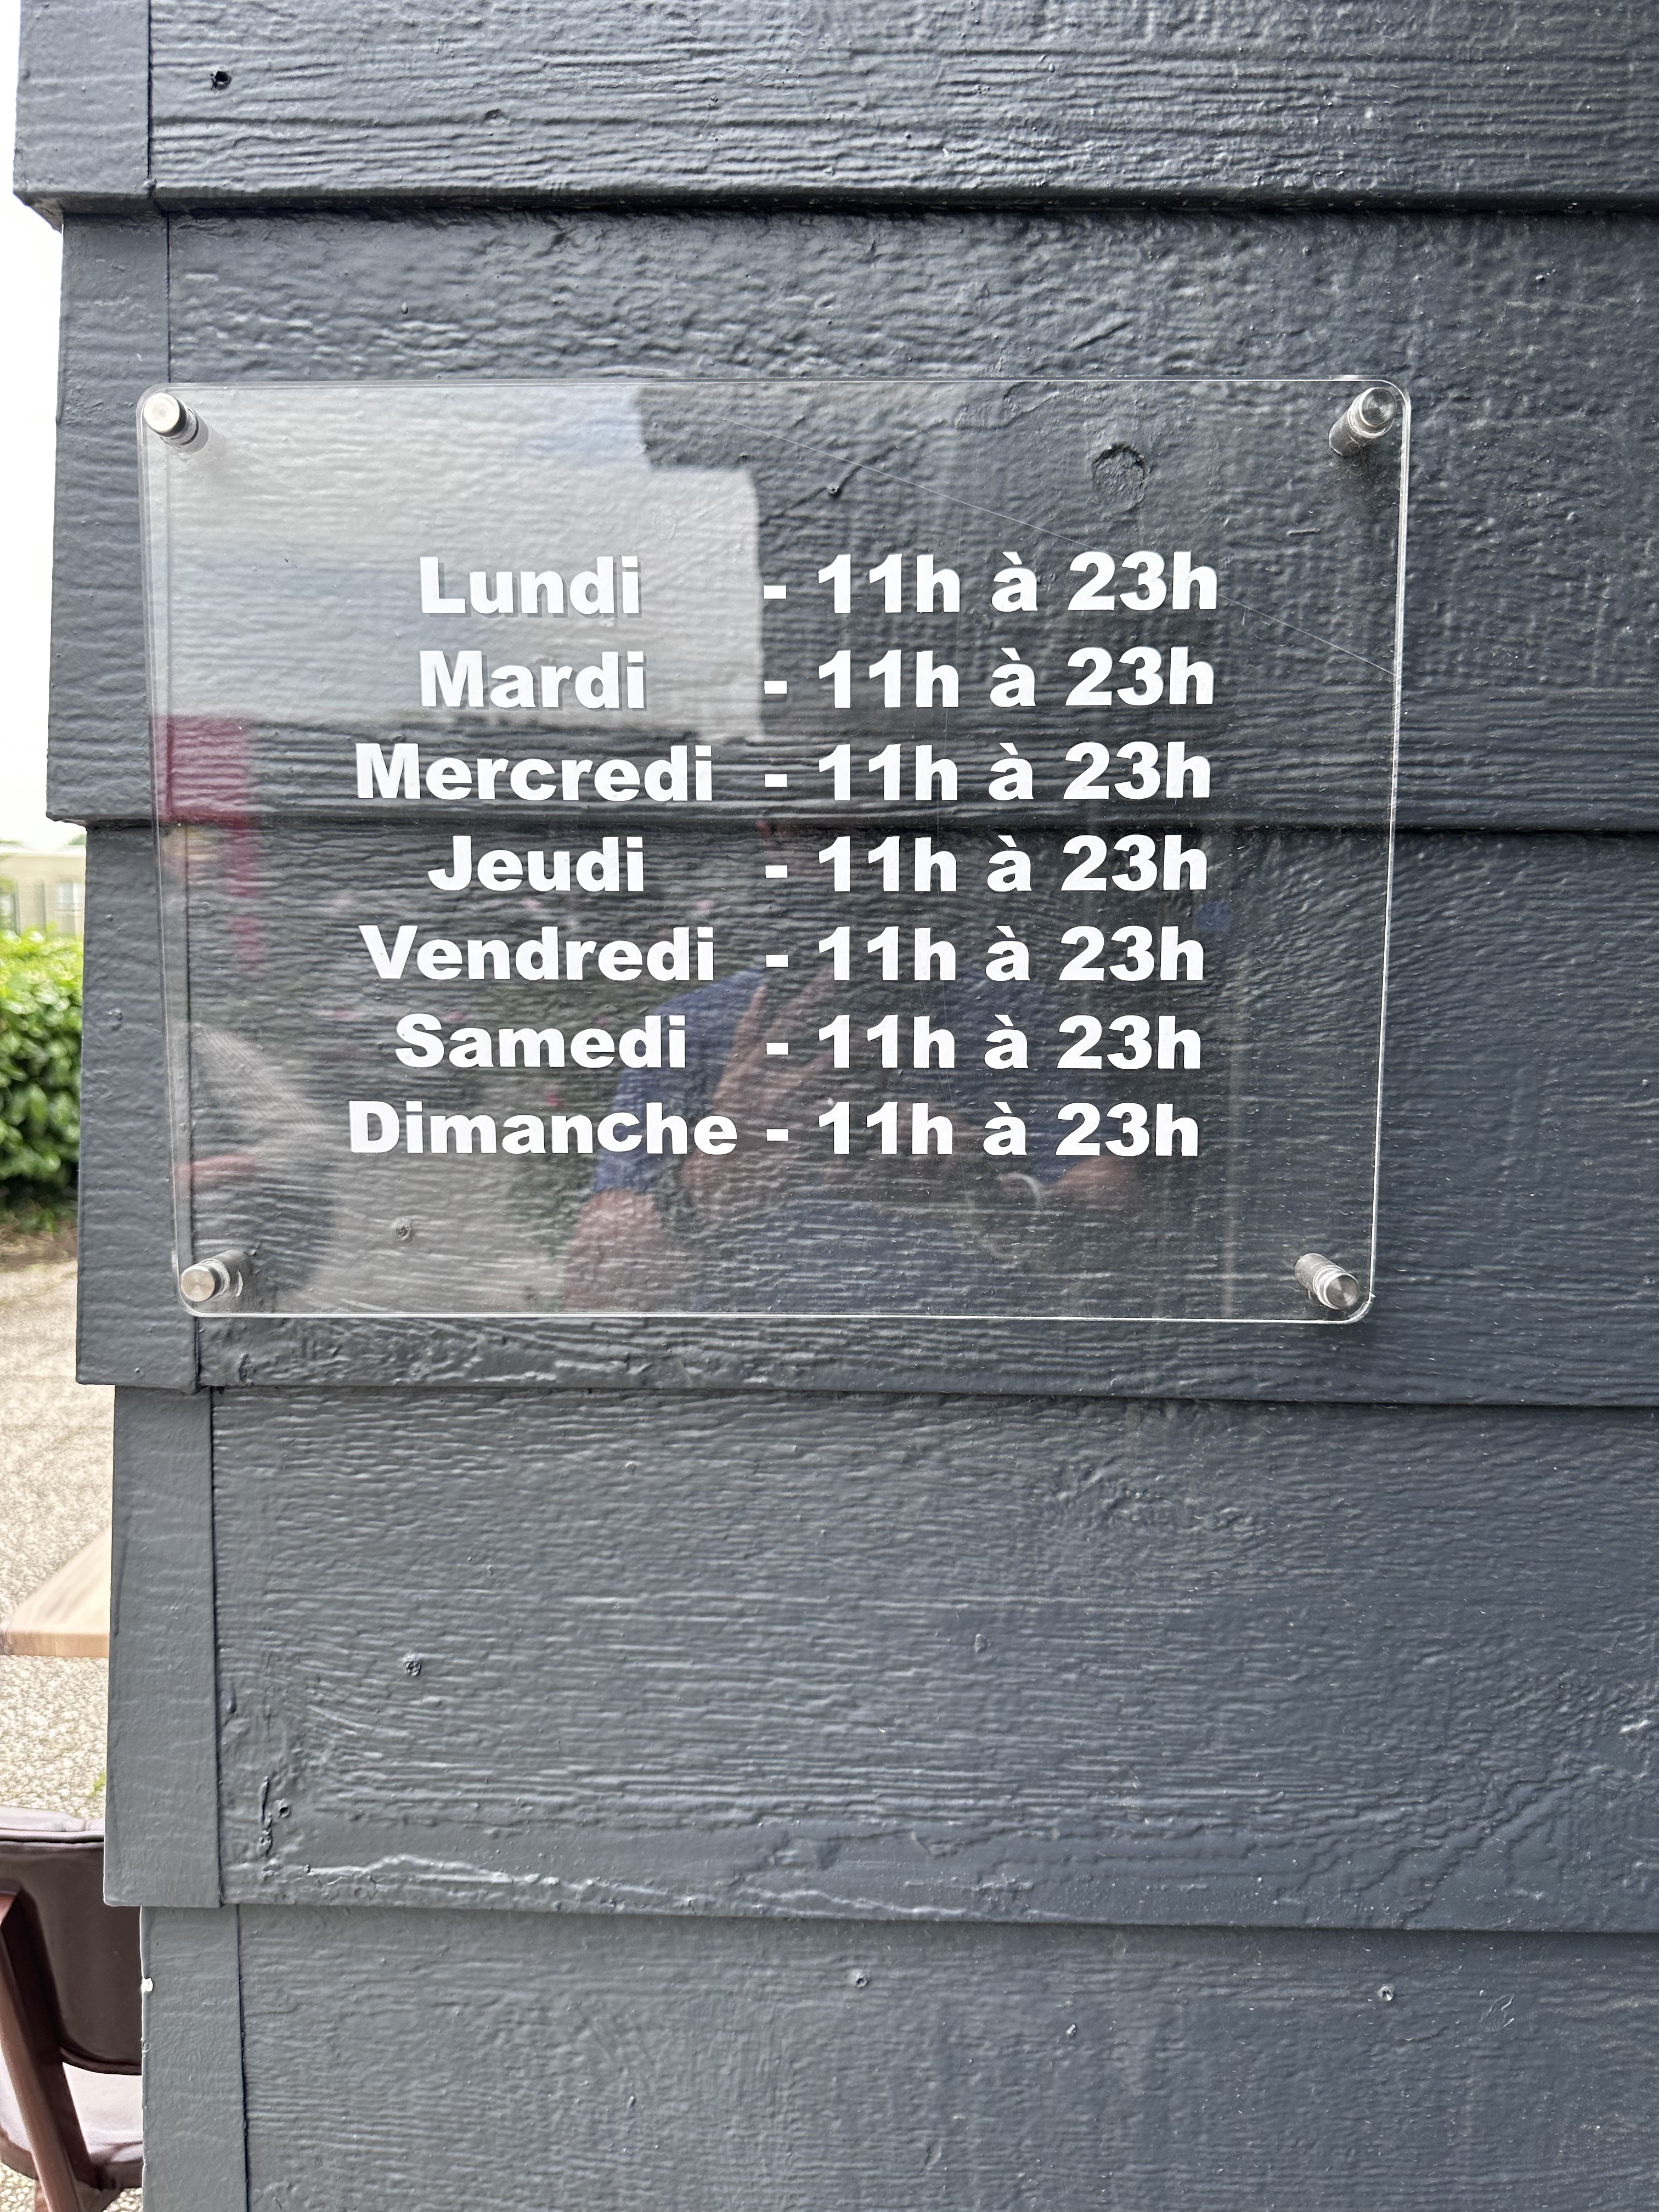 Lundi - 11h à 23h
Mardi - 11h à 23h
Mercredi - 11h à 23h
Jeudi - 11h à 23h
Vendredi - 11h à 23h
Samedi - 11h à 23h
Dimanche - 11h à 23h